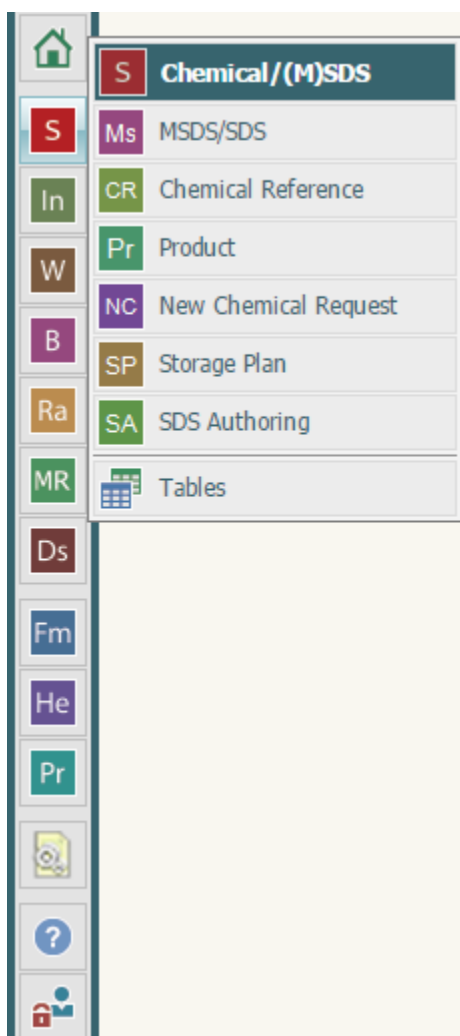 S Chemical/(M)SDS
Ms MSDS/SDS
CR Chemical Reference
Pr Product
NC New Chemical Request
SP Storage Plan
SA SDS Authoring
Tables
S
In
W
B
Ra
MR
Ds
Fm
He
Pr
?